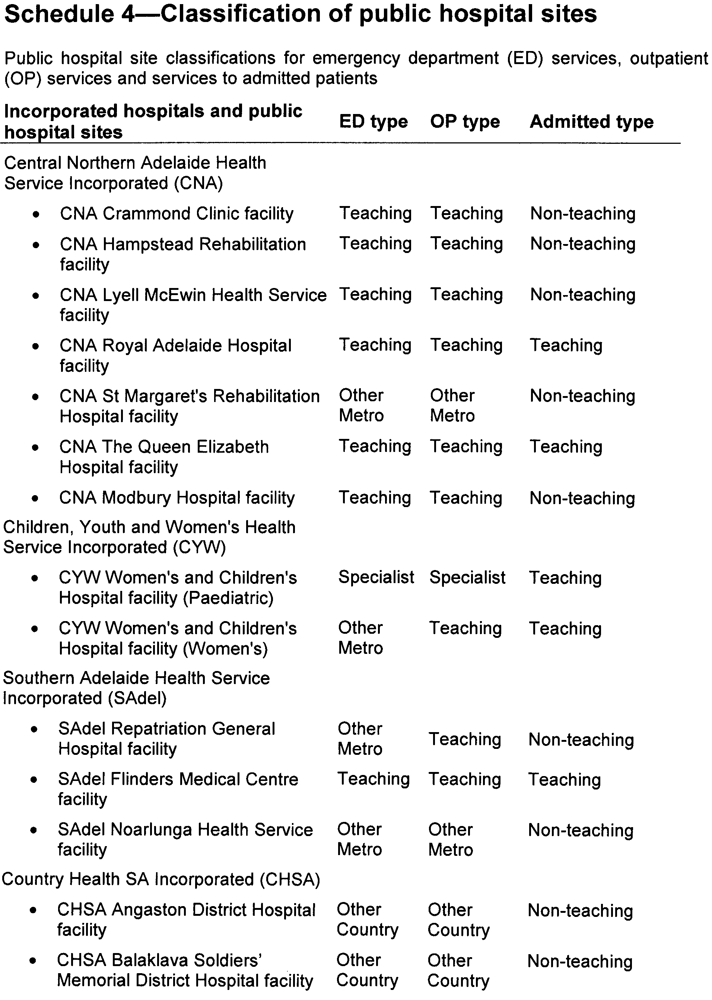 Schedule 4—Classification of public hospital sites
Public hospital site classifications for emergency department (ED) services, outpatient
(OP) services and services to admitted patients
Incorporated hospitals and public
hospital sites
ED type OP type Admitted type
Central Northern Adelaide Health
Service Incorporated (CNA)
• CNA Crammond Clinic facility Teaching Teaching Non-teaching
• CNA Hampstead Rehabilitation Teaching Teaching Non-teaching
facility
• CNA Lyell McEwin Health Service Teaching Teaching Non-teaching
facility
• CNA Royal Adelaide Hospital Teaching Teaching Teaching
facility
• CNA St Margaret's Rehabilitation Other Other Non-teaching
Hospital facility Metro Metro
• CNA The Queen Elizabeth Teaching Teaching Teaching
Hospital facility
• CNA Modbury Hospital facility Teaching Teaching Non-teaching
Children, Youth and Women's Health
Service Incorporated (CYW)
• CYW Women's and Children's Specialist Specialist Teaching
Hospital facility (Paediatric)
• CYW Women's and Children's Other Teaching Teaching
Hospital facility (Women's) Metro
Southern Adelaide Health Service
Incorporated (SAdel)
• SAdel Repatriation General Other Teaching Non-teaching
Hospital facility Metro
• SAdel Flinders Medical Centre Teaching Teaching Teaching
facility
• SAdel Noarlunga Health Service Other Other Non-teaching
facility Metro Metro
Country Health SA Incorporated (CHSA)
• CHSA Angaston District Hospital Other Other Non-teaching
facility Country Country
• CHSA Balaklava Soldiers' Other Other Non-teaching
Memorial District Hospital facility Country Country